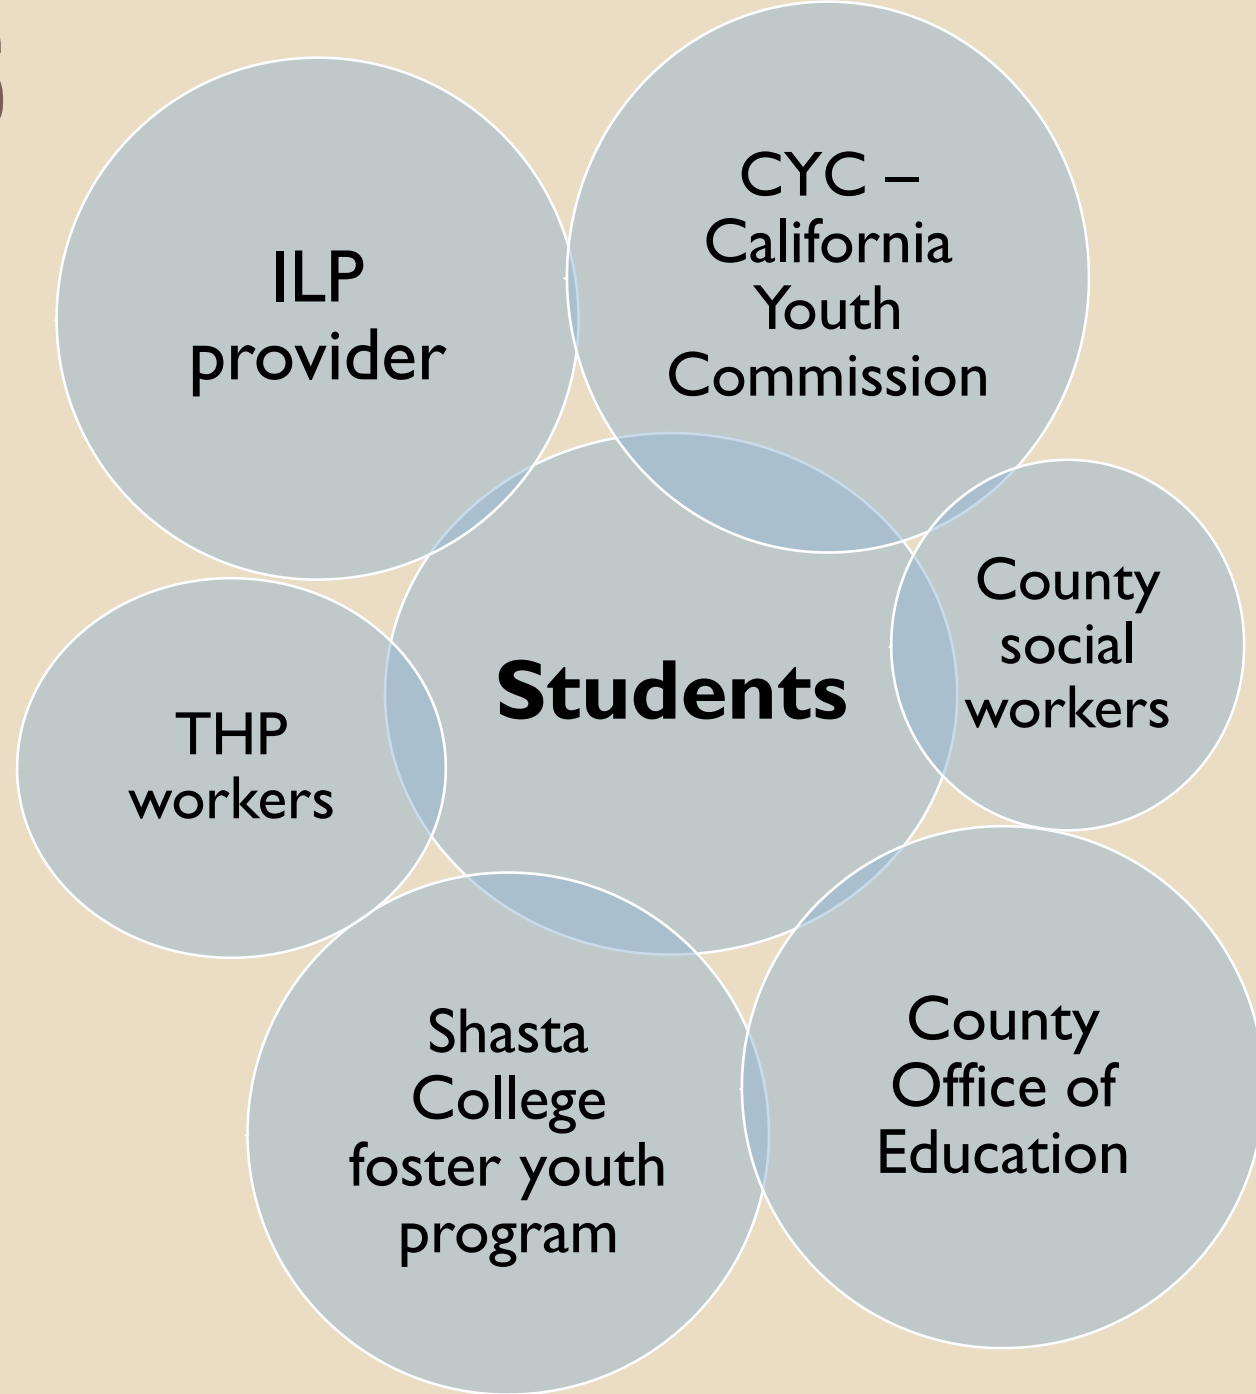 ILP
provider
CYC –
California
Youth
Commission
County
social
workers
Students
THP
workers
Shasta
College
foster youth
program
County
Office of
Education